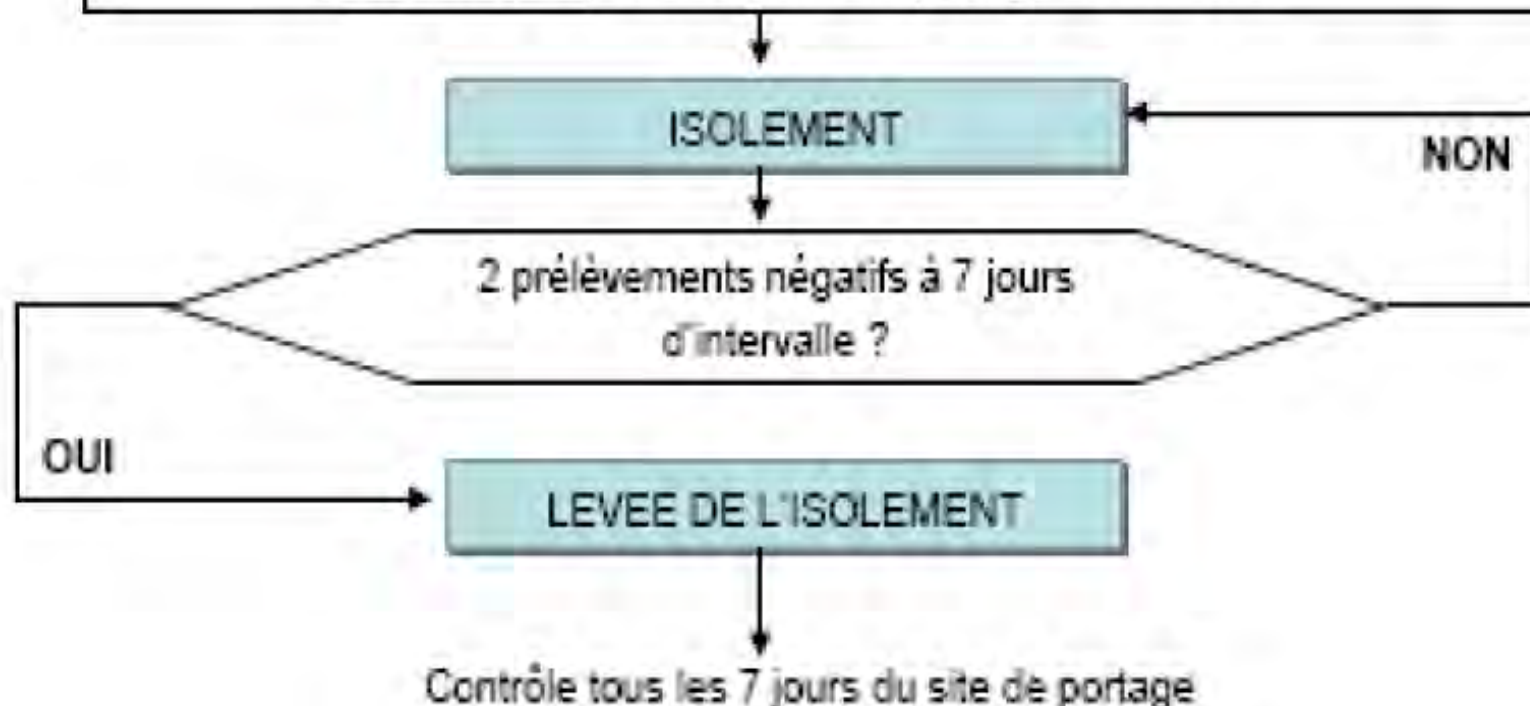 ISOLEMENT
NON
2 prélèvements négatifs à 7 jours
d'intervalle ?
OUI
LEVEE DE L'ISOLEMENT
Contrôle tous les 7 jours du site de portage